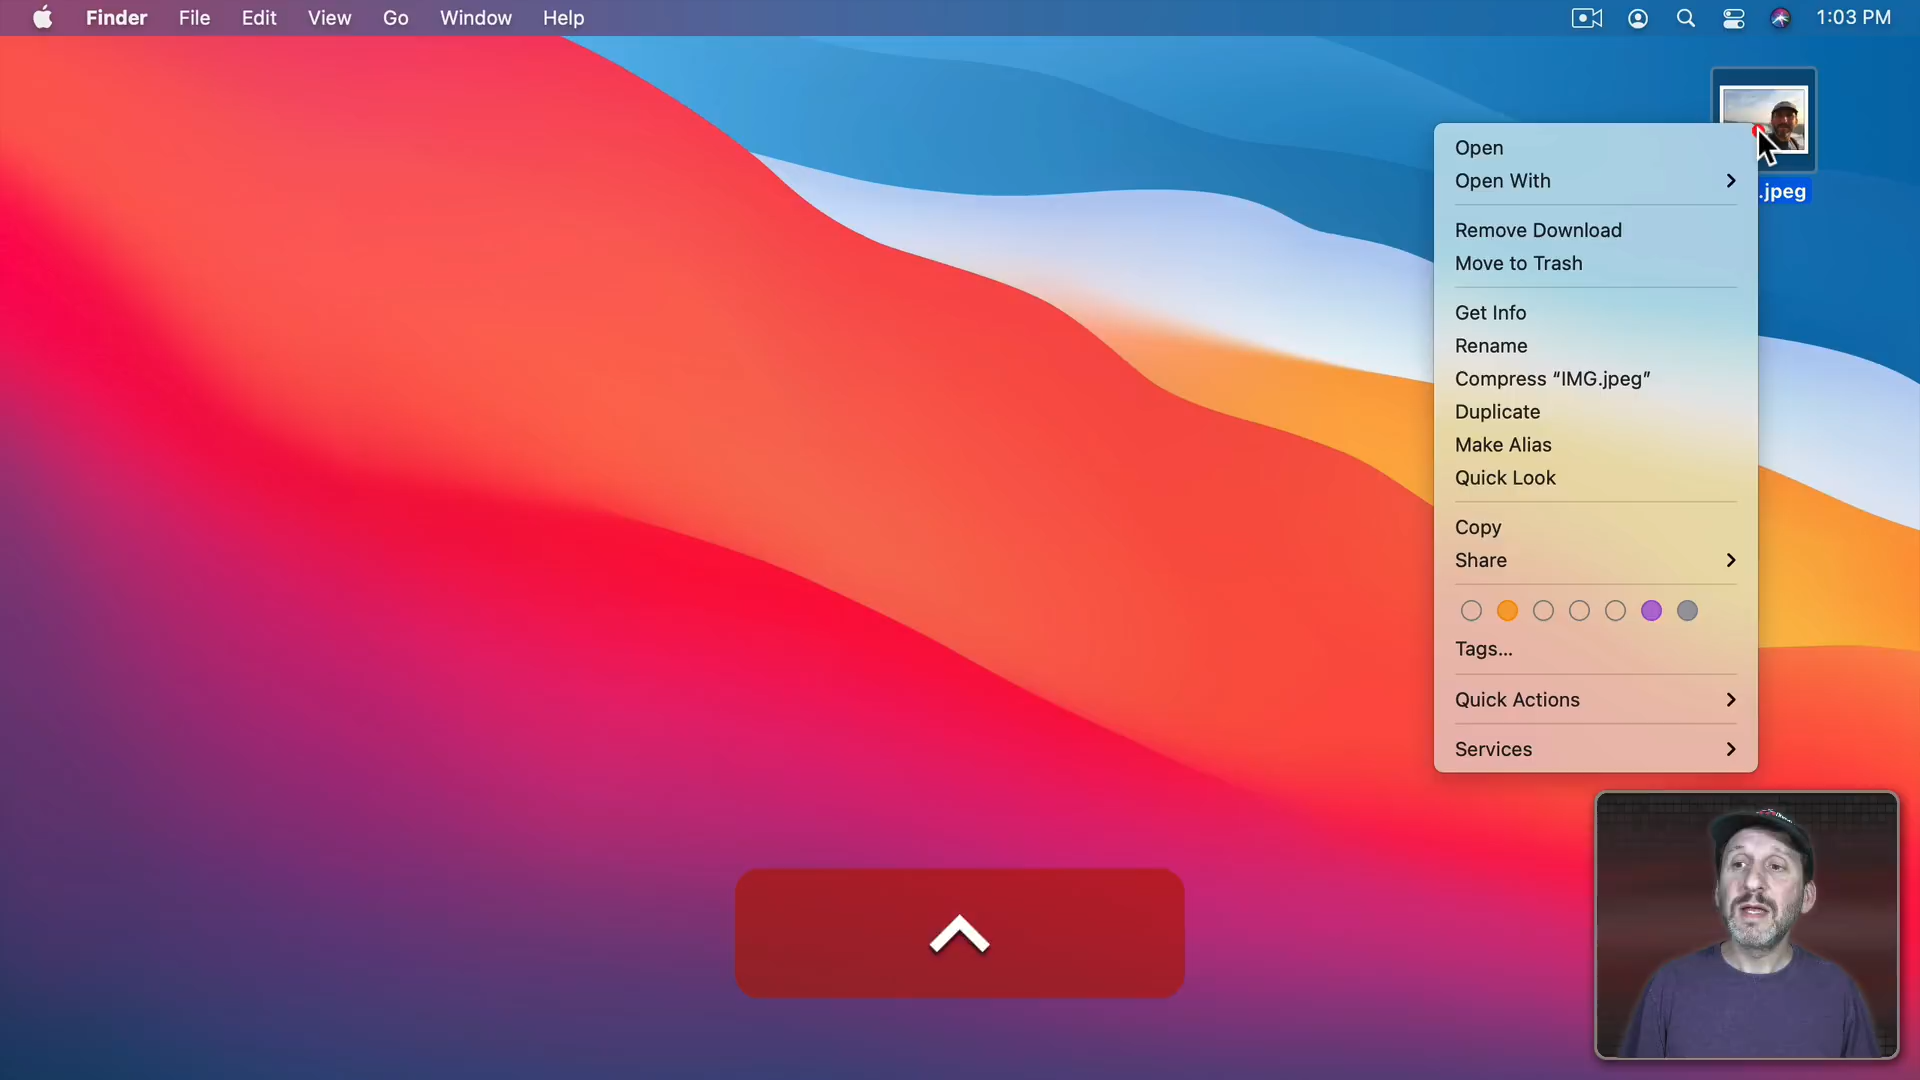 Finder File Edit View Go Window Help 1:03 PM
.jpeg
Open
Open With
Remove Download
Move to Trash
Get Info
Rename
Compress “IMG.jpeg”
Duplicate
Make Alias
Quick Look
Copy
Share
Tags...
Quick Actions
Services